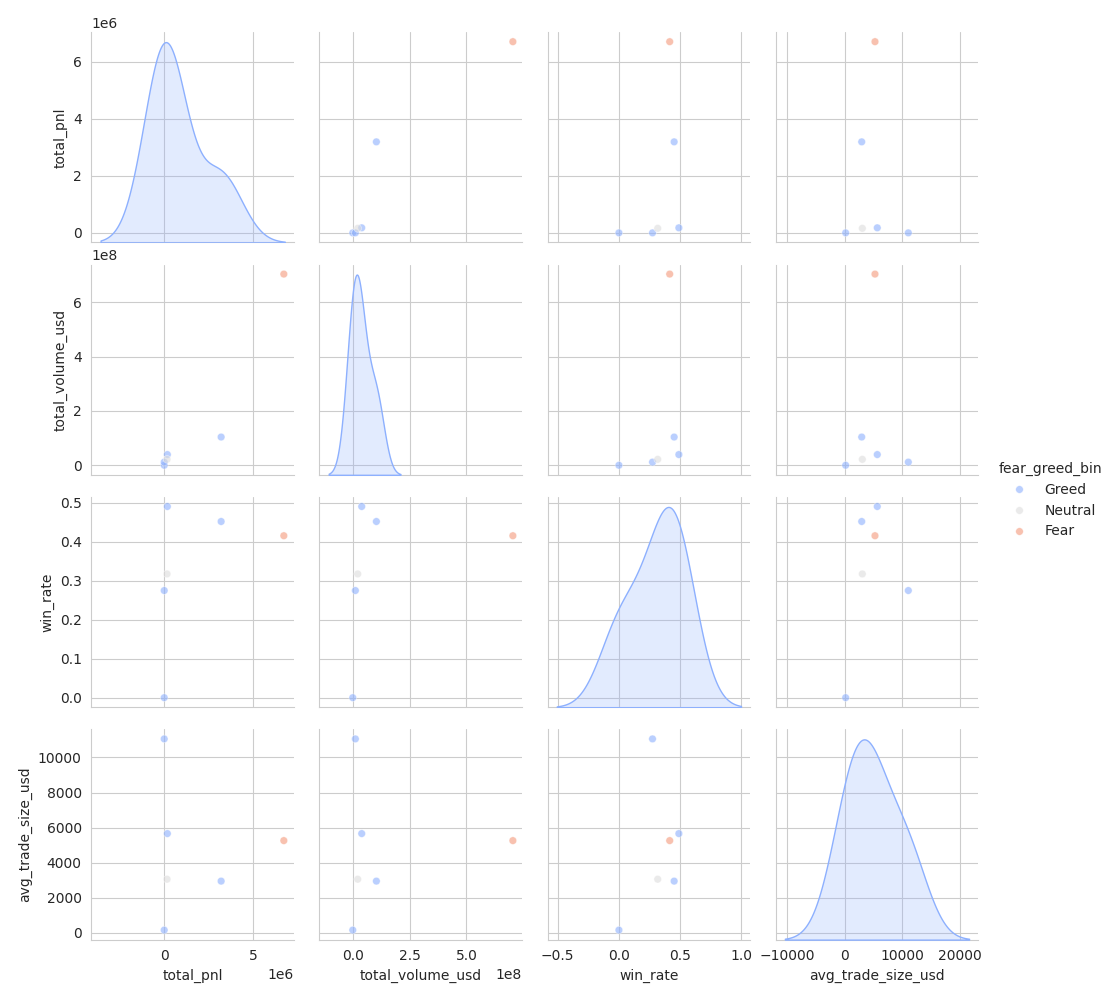 1e6
total_pnl
6
4
2
0
1e8
total_volume_usd
6
4
2
0
fear_greed_bin
Greed
Neutral
Fear
win_rate
0.5
0.4
0.3
0.2
0.1
0.0
avg_trade_size_usd
10000
8000
6000
4000
2000
0
0 5
0.0 2.5 5.0
−0.5 0.0 0.5 1.0
−10000 0 10000 20000
total_pnl 1e6
total_volume_usd 1e8
win_rate
avg_trade_size_usd